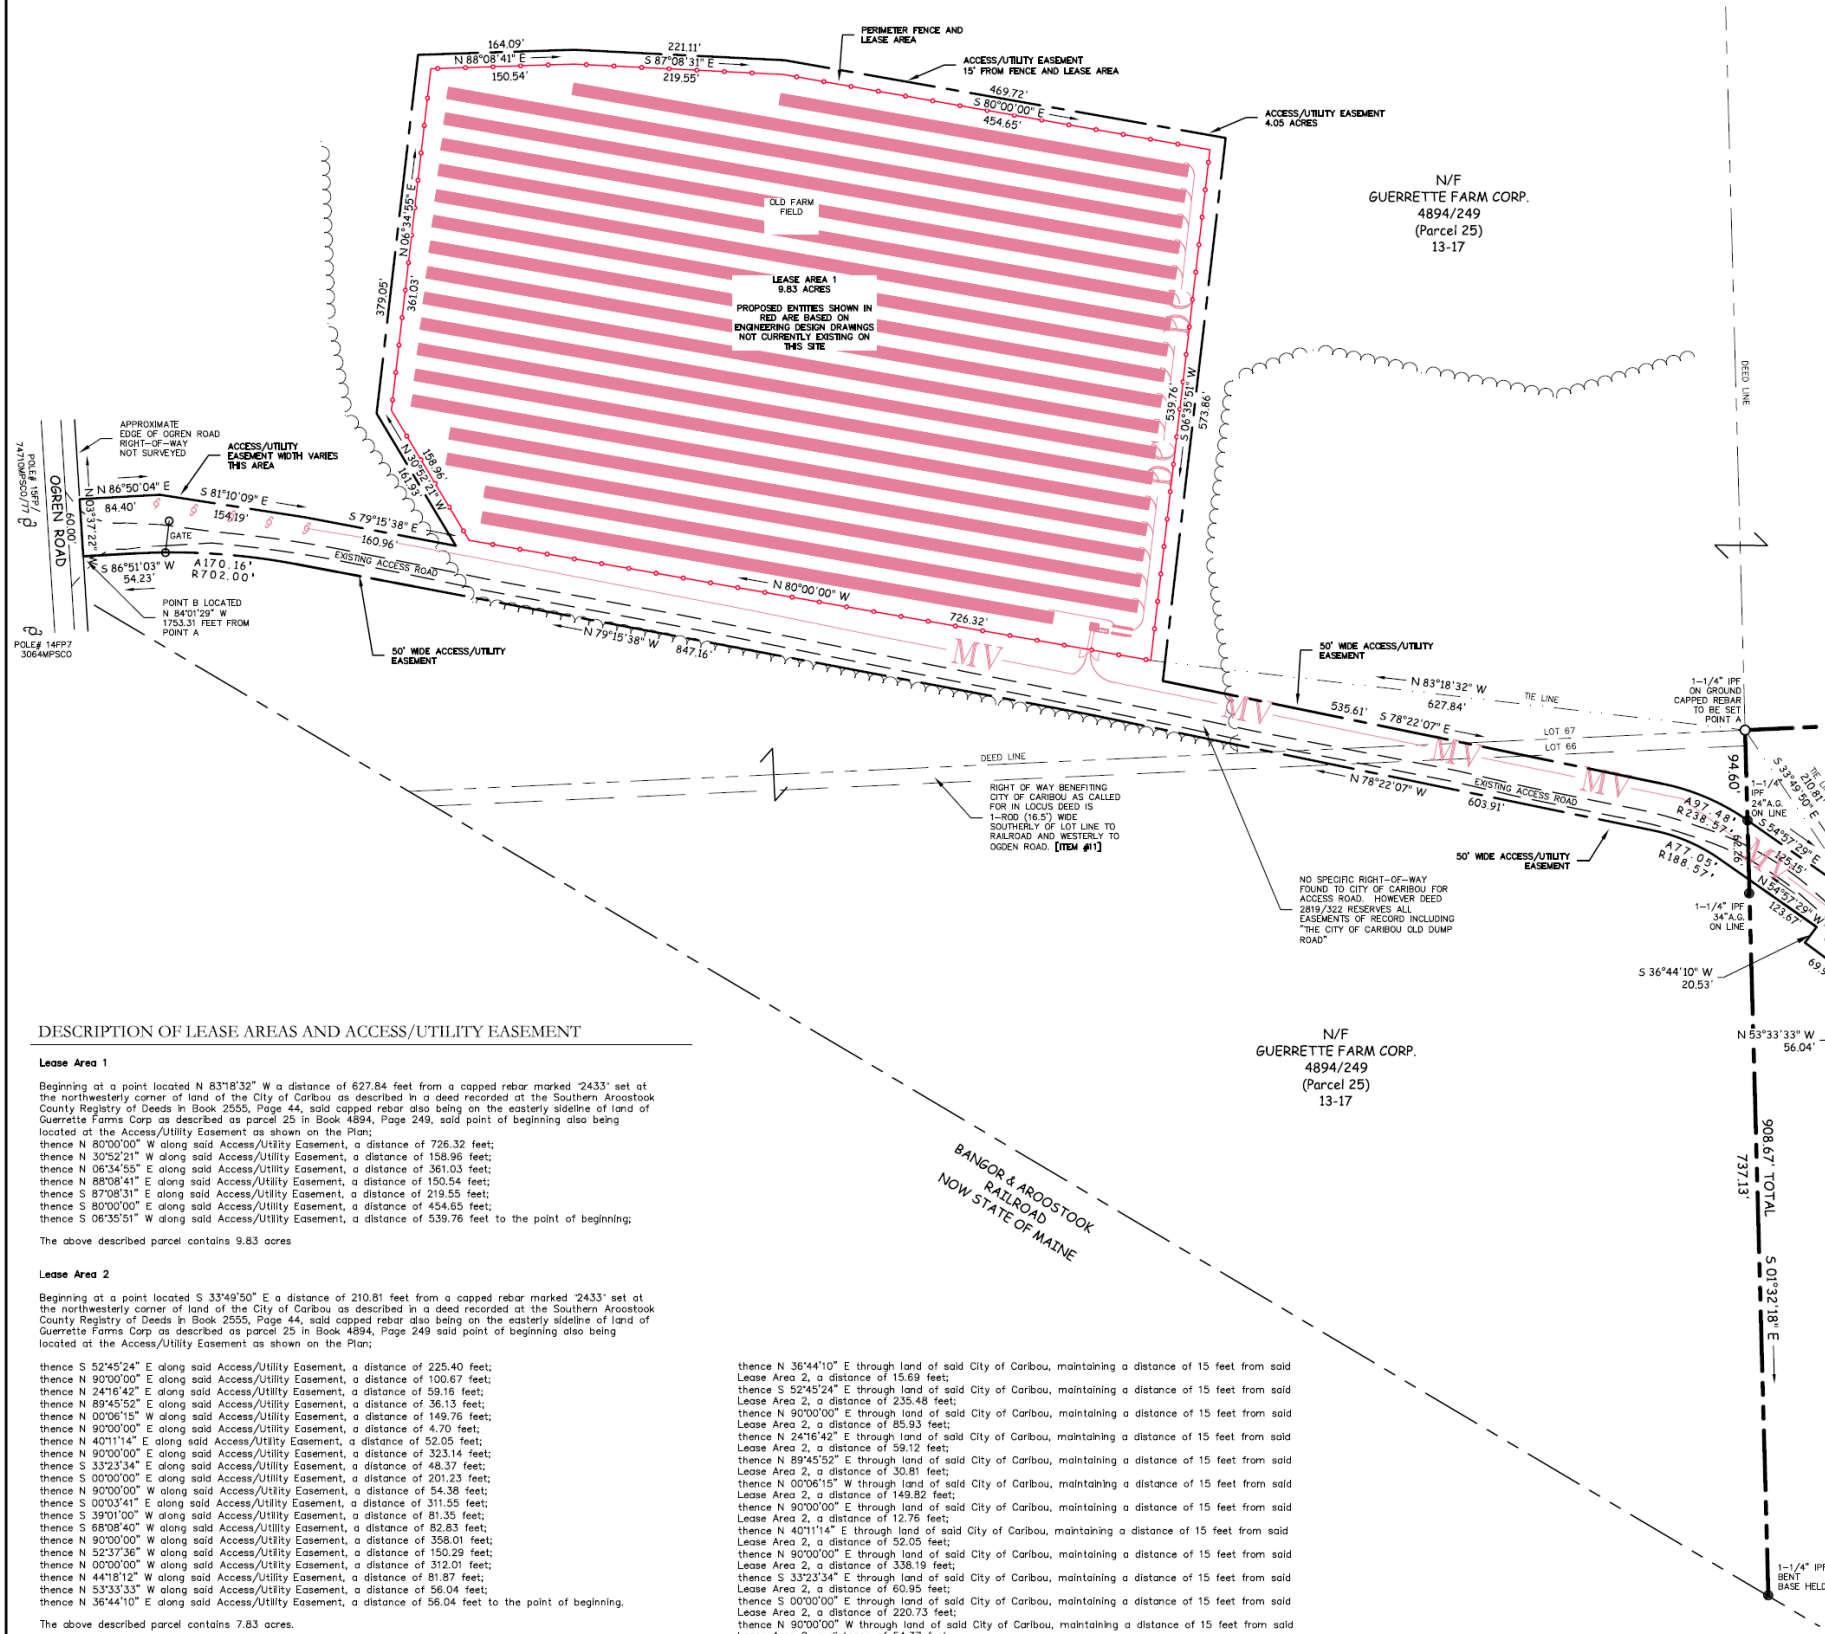 164.09'
N 88°08'41" E
150.54'
221.11'
S 87°08'31" E
219.55'
PERIMETER FENCE AND
LEASE AREA
ACCESS/UTILITY EASEMENT
15' FROM FENCE AND LEASE AREA
469.72'
S 80°00'00" E
454.65'
ACCESS/UTILITY EASEMENT
4.05 ACRES
N/F
GUERRETTE FARM CORP.
4894/249
(Parcel 25)
13-17
OLD FARM
FIELD
LEASE AREA 1
9.83 ACRES
PROPOSED ENTITIES SHOWN IN
RED ARE BASED ON
ENGINEERING DESIGN DRAWINGS
NOT CURRENTLY EXISTING ON
THIS SITE
N 06°34'55" E
379.05'
361.03'
539.76'
S 06°35'51" W
573.86'
DEED LINE
APPROXIMATE
EDGE OF OGREN ROAD
RIGHT-OF-WAY
NOT SURVEYED
ACCESS/UTILITY
EASEMENT WIDTH VARIES
THIS AREA
158.96'
N 30°52'21" W
161.93'
POLE# 15FP7/
OGREN ROAD
60.00'
N 03°37'22" W
N 86°50'04" E
84.40'
S 81°10'09" E
154.19'
S 79°15'38" E
160.96'
GATE
EXISTING ACCESS ROAD
S 86°51'03" W
54.23'
A170.16'
R702.00'
POINT B LOCATED
N 84°01'29" W
1753.31 FEET FROM
POINT A
POLE# 14FP7
3064MPSCO
N 80°00'00" W
726.32'
N 79°15'38" W 847.16'
MV
50' WIDE ACCESS/UTILITY
EASEMENT
50' WIDE ACCESS/UTILITY
EASEMENT
N 83°18'32" W
627.84'
TIE LINE
535.61'
S 78°22'07" E
1-1/4" IPF
ON GROUND
CAPPED REBAR
TO BE SET
POINT A
LOT 67
LOT 66
MV
MV
MV
MV
DEED LINE
N 78°22'07" W
603.91'
EXISTING ACCESS ROAD
94.60'
S 33°49'50" E
210.81'
1-1/4"
IPF
24"A.G.
ON LINE
A97.48'
R238.57'
A77.05'
R188.57'
S 54°57'29" E
125.15'
N 54°57'29" W
123.67'
RIGHT OF WAY BENEFITING
CITY OF CARIBOU AS CALLED
FOR IN LOCUS DEED IS
1-ROD (16.5') WIDE
SOUTHERLY OF LOT LINE TO
RAILROAD AND WESTERLY TO
OGDEN ROAD. [ITEM #11]
50' WIDE ACCESS/UTILITY
EASEMENT
NO SPECIFIC RIGHT-OF-WAY
FOUND TO CITY OF CARIBOU FOR
ACCESS ROAD. HOWEVER DEED
2819/322 RESERVES ALL
EASEMENTS OF RECORD INCLUDING
"THE CITY OF CARIBOU OLD DUMP
ROAD"
1-1/4" IPF
34"A.G.
ON LINE
S 36°44'10" W
20.53'
N 53°33'33" W
56.04'
N/F
GUERRETTE FARM CORP.
4894/249
(Parcel 25)
13-17
908.67' TOTAL
737.13'
S 01°32'18" E
BANGOR & AROOSTOOK
RAILROAD
NOW STATE OF MAINE
1-1/4" IPF
BENT
BASE HELD
DESCRIPTION OF LEASE AREAS AND ACCESS/UTILITY EASEMENT
Lease Area 1
Beginning at a point located N 83°18'32" W a distance of 627.84 feet from a capped rebar marked "2433" set at
the northwesterly corner of land of the City of Caribou as described in a deed recorded at the Southern Aroostook
County Registry of Deeds in Book 2555, Page 44, said capped rebar also being on the easterly sideline of land of
Guerrette Farms Corp as described as parcel 25 in Book 4894, Page 249, said point of beginning also being
located at the Access/Utility Easement as shown on the Plan;
thence N 80°00'00" W along said Access/Utility Easement, a distance of 726.32 feet;
thence N 30°52'21" W along said Access/Utility Easement, a distance of 158.96 feet;
thence N 06°34'55" E along said Access/Utility Easement, a distance of 361.03 feet;
thence N 88°08'41" E along said Access/Utility Easement, a distance of 150.54 feet;
thence S 87°08'31" E along said Access/Utility Easement, a distance of 219.55 feet;
thence S 80°00'00" E along said Access/Utility Easement, a distance of 454.65 feet;
thence S 06°35'51" W along said Access/Utility Easement, a distance of 539.76 feet to the point of beginning;
The above described parcel contains 9.83 acres
Lease Area 2
Beginning at a point located S 33°49'50" E a distance of 210.81 feet from a capped rebar marked "2433" set at
the northwesterly corner of land of the City of Caribou as described in a deed recorded at the Southern Aroostook
County Registry of Deeds in Book 2555, Page 44, said capped rebar also being on the easterly sideline of land of
Guerrette Farms Corp as described as parcel 25 in Book 4894, Page 249 said point of beginning also being
located at the Access/Utility Easement as shown on the Plan;
thence S 52°45'24" E along said Access/Utility Easement, a distance of 225.40 feet;
thence N 90°00'00" E along said Access/Utility Easement, a distance of 100.67 feet;
thence N 24°16'42" E along said Access/Utility Easement, a distance of 59.16 feet;
thence N 89°45'52" E along said Access/Utility Easement, a distance of 36.13 feet;
thence N 00°06'15" W along said Access/Utility Easement, a distance of 149.76 feet;
thence N 90°00'00" E along said Access/Utility Easement, a distance of 4.70 feet;
thence N 40°11'14" E along said Access/Utility Easement, a distance of 52.05 feet;
thence N 90°00'00" E along said Access/Utility Easement, a distance of 323.14 feet;
thence S 33°23'34" E along said Access/Utility Easement, a distance of 48.37 feet;
thence S 00°00'00" E along said Access/Utility Easement, a distance of 201.23 feet;
thence N 90°00'00" W along said Access/Utility Easement, a distance of 54.38 feet;
thence S 00°03'41" E along said Access/Utility Easement, a distance of 311.55 feet;
thence S 39°01'00" W along said Access/Utility Easement, a distance of 81.35 feet;
thence S 68°08'40" W along said Access/Utility Easement, a distance of 82.83 feet;
thence N 90°00'00" W along said Access/Utility Easement, a distance of 358.01 feet;
thence N 52°37'36" W along said Access/Utility Easement, a distance of 150.29 feet;
thence N 00°00'00" W along said Access/Utility Easement, a distance of 312.01 feet;
thence N 44°18'12" W along said Access/Utility Easement, a distance of 81.87 feet;
thence N 53°33'33" W along said Access/Utility Easement, a distance of 56.04 feet;
thence N 36°44'10" E along said Access/Utility Easement, a distance of 56.04 feet to the point of beginning.
The above described parcel contains 7.83 acres.
thence N 36°44'10" E through land of said City of Caribou, maintaining a distance of 15 feet from said
Lease Area 2, a distance of 15.69 feet;
thence S 52°45'24" E through land of said City of Caribou, maintaining a distance of 15 feet from said
Lease Area 2, a distance of 235.48 feet;
thence N 90°00'00" E through land of said City of Caribou, maintaining a distance of 15 feet from said
Lease Area 2, a distance of 85.93 feet;
thence N 24°16'42" E through land of said City of Caribou, maintaining a distance of 15 feet from said
Lease Area 2, a distance of 59.12 feet;
thence N 89°45'52" E through land of said City of Caribou, maintaining a distance of 15 feet from said
Lease Area 2, a distance of 30.81 feet;
thence N 00°06'15" W through land of said City of Caribou, maintaining a distance of 15 feet from said
Lease Area 2, a distance of 149.82 feet;
thence N 90°00'00" E through land of said City of Caribou, maintaining a distance of 15 feet from said
Lease Area 2, a distance of 12.76 feet;
thence N 40°11'14" E through land of said City of Caribou, maintaining a distance of 15 feet from said
Lease Area 2, a distance of 52.05 feet;
thence N 90°00'00" E through land of said City of Caribou, maintaining a distance of 15 feet from said
Lease Area 2, a distance of 338.19 feet;
thence S 33°23'34" E through land of said City of Caribou, maintaining a distance of 15 feet from said
Lease Area 2, a distance of 60.95 feet;
thence S 00°00'00" E through land of said City of Caribou, maintaining a distance of 15 feet from said
Lease Area 2, a distance of 220.73 feet;
thence N 90°00'00" W through land of said City of Caribou, maintaining a distance of 15 feet from said